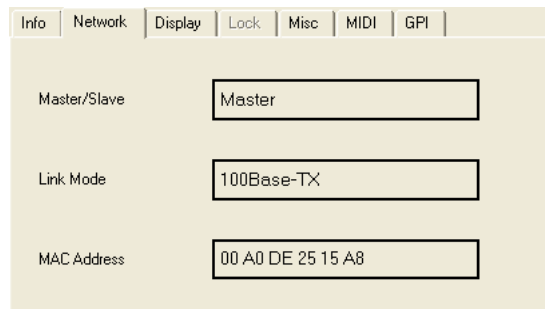 Info Network Display Lock Misc MIDI GPI
Master/Slave Master
Link Mode 100Base-TX
MAC Address 00 A0 DE 25 15 A8